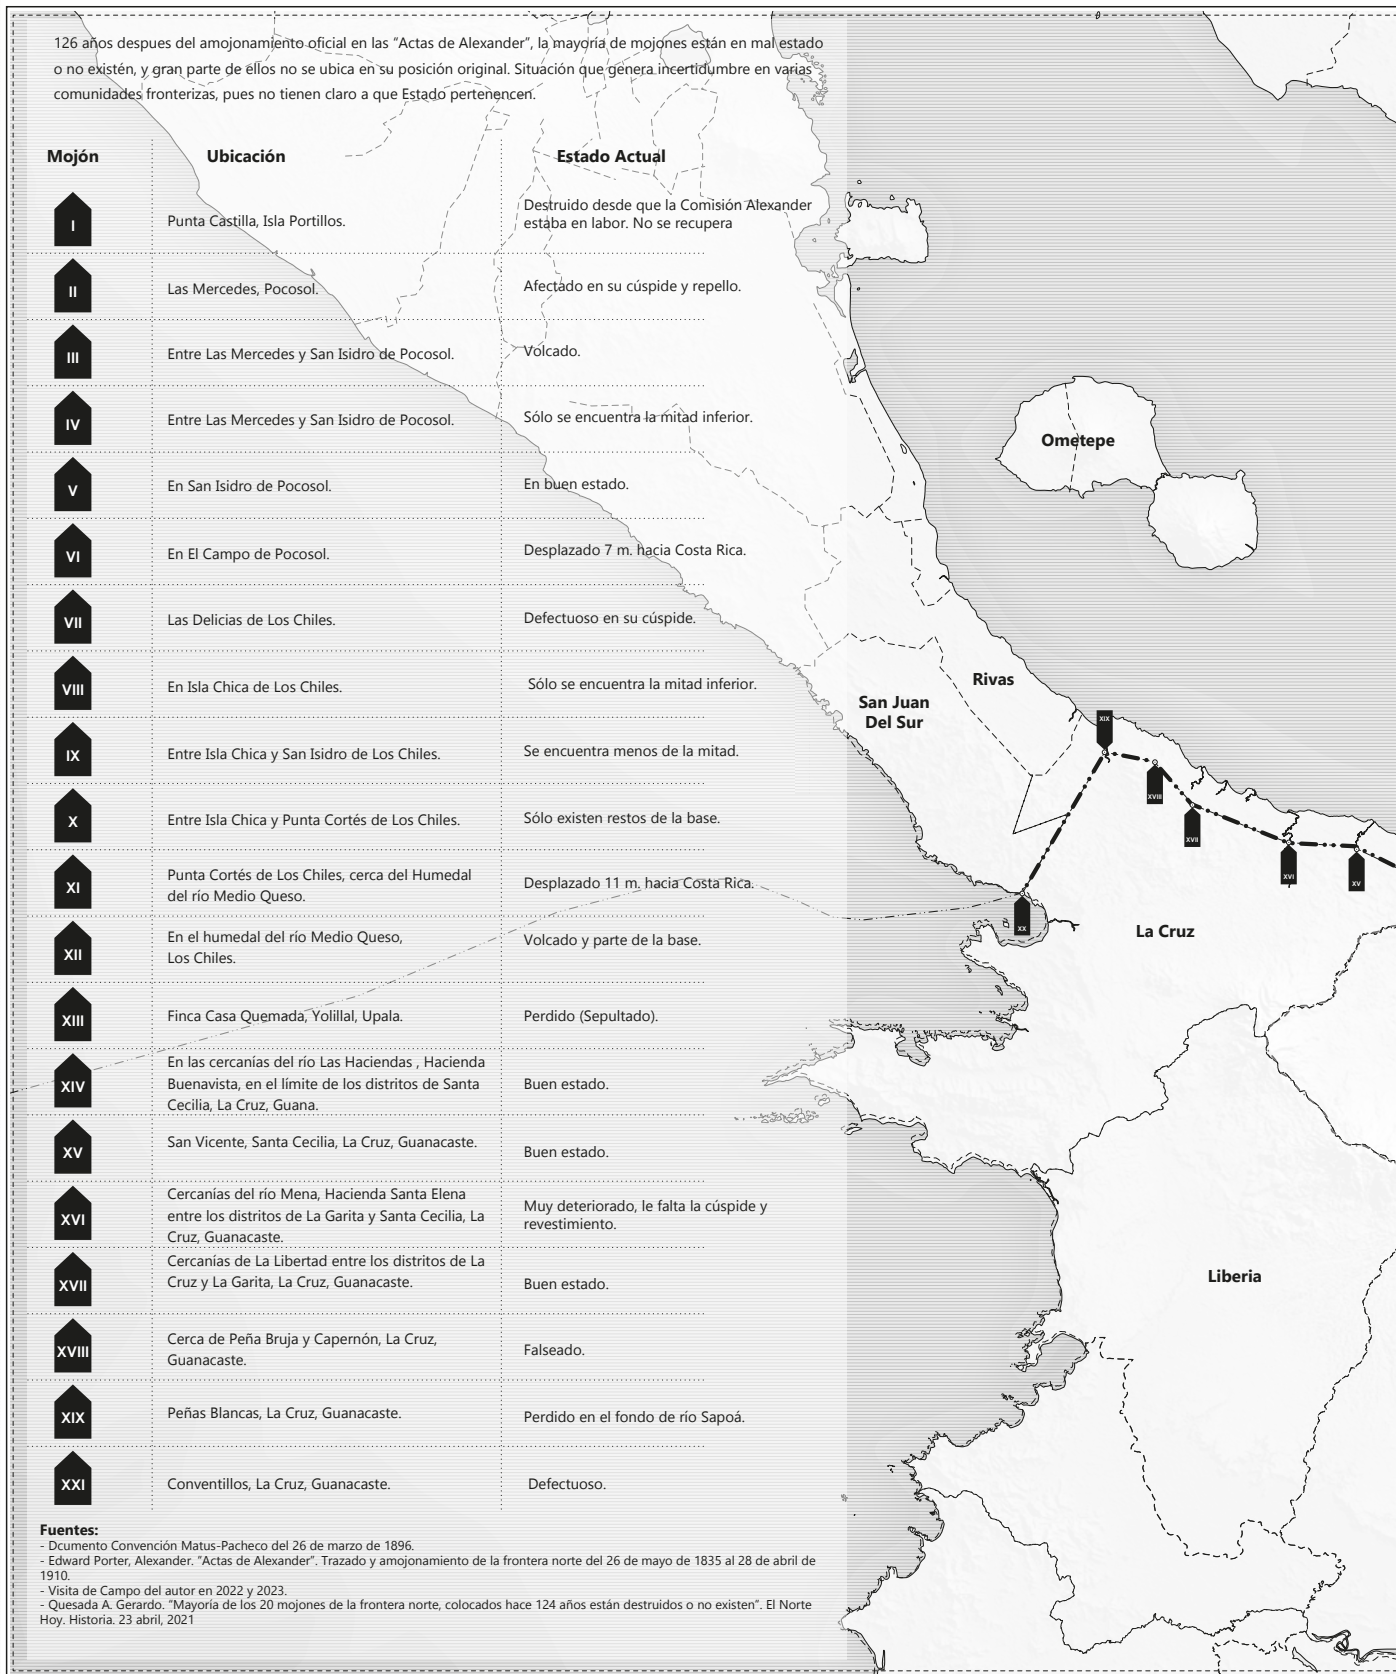 126 años despues del amojonamiento oficial en las "Actas de Alexander", la mayoría de mojones están en mal estado
o no existén, y gran parte de ellos no se ubica en su posición original. Situación que genera incertidumbre en varias
comunidades fronterizas, pues no tienen claro a que Estado pertenencen.
Mojón Ubicación Estado Actual
I
Punta Castilla, Isla Portillos.
Destruido desde que la Comisión Alexander
estaba en labor. No se recupera
II
Las Mercedes, Pocosol.
Afectado en su cúspide y repello.
III
Entre Las Mercedes y San Isidro de Pocosol.
Volcado.
IV
Entre Las Mercedes y San Isidro de Pocosol.
Sólo se encuentra la mitad inferior.
V
En San Isidro de Pocosol.
En buen estado.
VI
En El Campo de Pocosol.
Desplazado 7 m. hacia Costa Rica.
VII
Las Delicias de Los Chiles.
Defectuoso en su cúspide.
VIII
En Isla Chica de Los Chiles.
Sólo se encuentra la mitad inferior.
IX
Entre Isla Chica y San Isidro de Los Chiles.
Se encuentra menos de la mitad.
X
Entre Isla Chica y Punta Cortés de Los Chiles.
Sólo existen restos de la base.
XI
Punta Cortés de Los Chiles, cerca del Humedal
del río Medio Queso.
Desplazado 11 m. hacia Costa Rica.
XII
En el humedal del río Medio Queso,
Los Chiles.
Volcado y parte de la base.
XIII
Finca Casa Quemada, Yolillal, Upala.
Perdido (Sepultado).
XIV
En las cercanías del río Las Haciendas , Hacienda
Buenavista, en el límite de los distritos de Santa
Cecilia, La Cruz, Guana.
Buen estado.
XV
San Vicente, Santa Cecilia, La Cruz, Guanacaste.
Buen estado.
XVI
Cercanías del río Mena, Hacienda Santa Elena
entre los distritos de La Garita y Santa Cecilia, La
Cruz, Guanacaste.
Muy deteriorado, le falta la cúspide y
revestimiento.
XVII
Cercanías de La Libertad entre los distritos de La
Cruz y La Garita, La Cruz, Guanacaste.
Buen estado.
XVIII
Cerca de Peña Bruja y Capernón, La Cruz,
Guanacaste.
Falseado.
XIX
Peñas Blancas, La Cruz, Guanacaste.
Perdido en el fondo de río Sapoá.
XXI
Conventillos, La Cruz, Guanacaste.
Defectuoso.
Fuentes:
- Dcumento Convención Matus-Pacheco del 26 de marzo de 1896.
- Edward Porter, Alexander. "Actas de Alexander". Trazado y amojonamiento de la frontera norte del 26 de mayo de 1835 al 28 de abril de
1910.
- Visita de Campo del autor en 2022 y 2023.
- Quesada A. Gerardo. "Mayoría de los 20 mojones de la frontera norte, colocados hace 124 años están destruidos o no existen". El Norte
Hoy. Historia. 23 abril, 2021
Ometepe
Rivas
San Juan
Del Sur
XIX
XVIII
XVII
XVI
XV
XX
La Cruz
Liberia